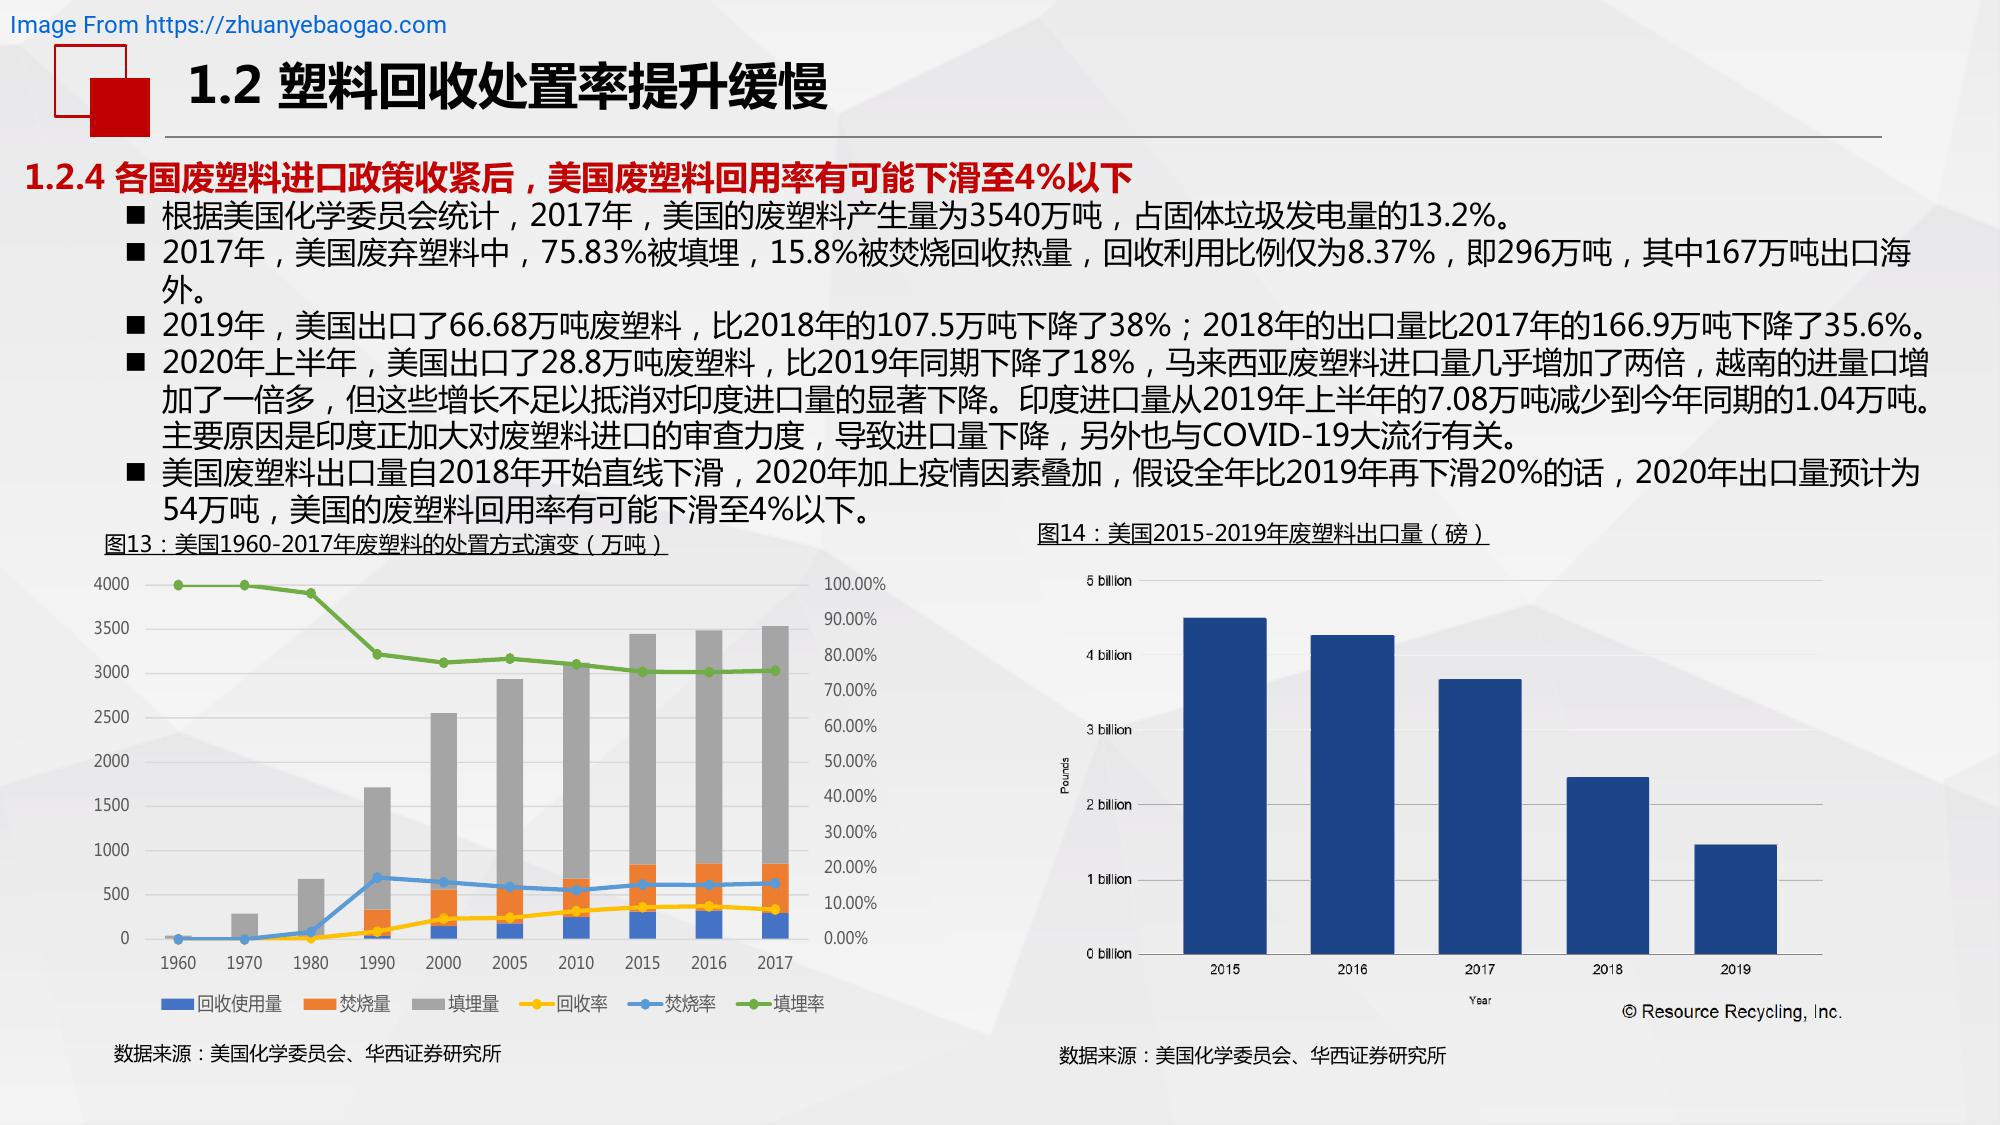 Image From https://zhuanyebaogao.com
1.2 塑料回收处置率提升缓慢
1.2.4 各国废塑料进口政策收紧后，美国废塑料回用率有可能下滑至4%以下
■ 根据美国化学委员会统计，2017年，美国的废塑料产生量为3540万吨，占固体垃圾发电量的13.2%。
■ 2017年，美国废弃塑料中，75.83%被填埋，15.8%被焚烧回收热量，回收利用比例仅为8.37%，即296万吨，其中167万吨出口海
外。
■ 2019年，美国出口了66.68万吨废塑料，比2018年的107.5万吨下降了38%；2018年的出口量比2017年的166.9万吨下降了35.6%。
■ 2020年上半年，美国出口了28.8万吨废塑料，比2019年同期下降了18%，马来西亚废塑料进口量几乎增加了两倍，越南的进量口增
加了一倍多，但这些增长不足以抵消对印度进口量的显著下降。印度进口量从2019年上半年的7.08万吨减少到今年同期的1.04万吨。
主要原因是印度正加大对废塑料进口的审查力度，导致进口量下降，另外也与COVID-19大流行有关。
■ 美国废塑料出口量自2018年开始直线下滑，2020年加上疫情因素叠加，假设全年比2019年再下滑20%的话，2020年出口量预计为
54万吨，美国的废塑料回用率有可能下滑至4%以下。
图13：美国1960-2017年废塑料的处置方式演变（万吨）
4000
3500
3000
2500
2000
1500
1000
500
0
100.00%
90.00%
80.00%
70.00%
60.00%
50.00%
40.00%
30.00%
20.00%
10.00%
0.00%
1960 1970 1980 1990 2000 2005 2010 2015 2016 2017
回收使用量 焚烧量 填埋量 回收率 焚烧率 填埋率
数据来源：美国化学委员会、华西证券研究所
图14：美国2015-2019年废塑料出口量（磅）
5 billion
4 billion
3 billion
2 billion
1 billion
0 billion
Pounds
2015 2016 2017 2018 2019
Year
© Resource Recycling, Inc.
数据来源：美国化学委员会、华西证券研究所